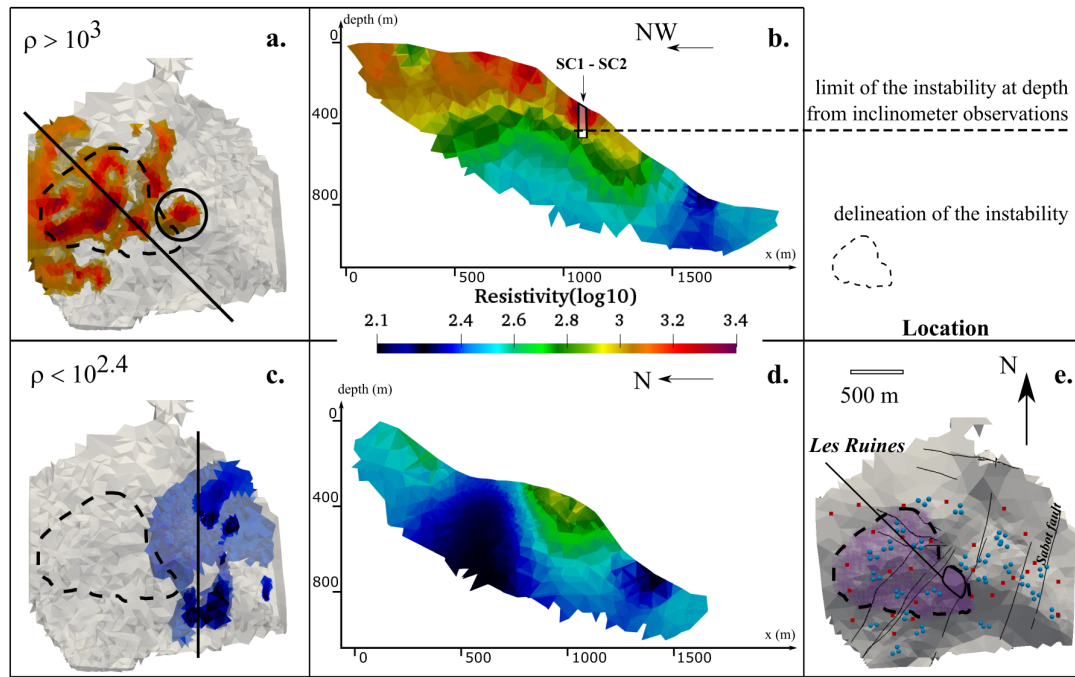 ρ > 10³
a.
depth (m)
0
400
800
NW
b.
SC1 - SC2
x (m)
0
500
1000
1500
limit of the instability at depth
from inclinometer observations
delineation of the instability
Resistivity(log10)
2.1
2.4
2.6
2.8
3
3.2
3.4
Location
ρ < 10^2.4
c.
depth (m)
0
400
800
N
d.
x (m)
0
500
1000
1500
500 m
N
e.
Les Ruines
Sabot fault